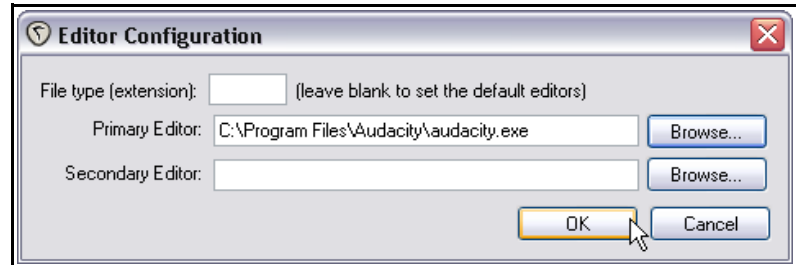 Editor Configuration
File type (extension): (leave blank to set the default editors)
Primary Editor: C:\Program Files\Audacity\audacity.exe Browse...
Secondary Editor: Browse...
OK Cancel